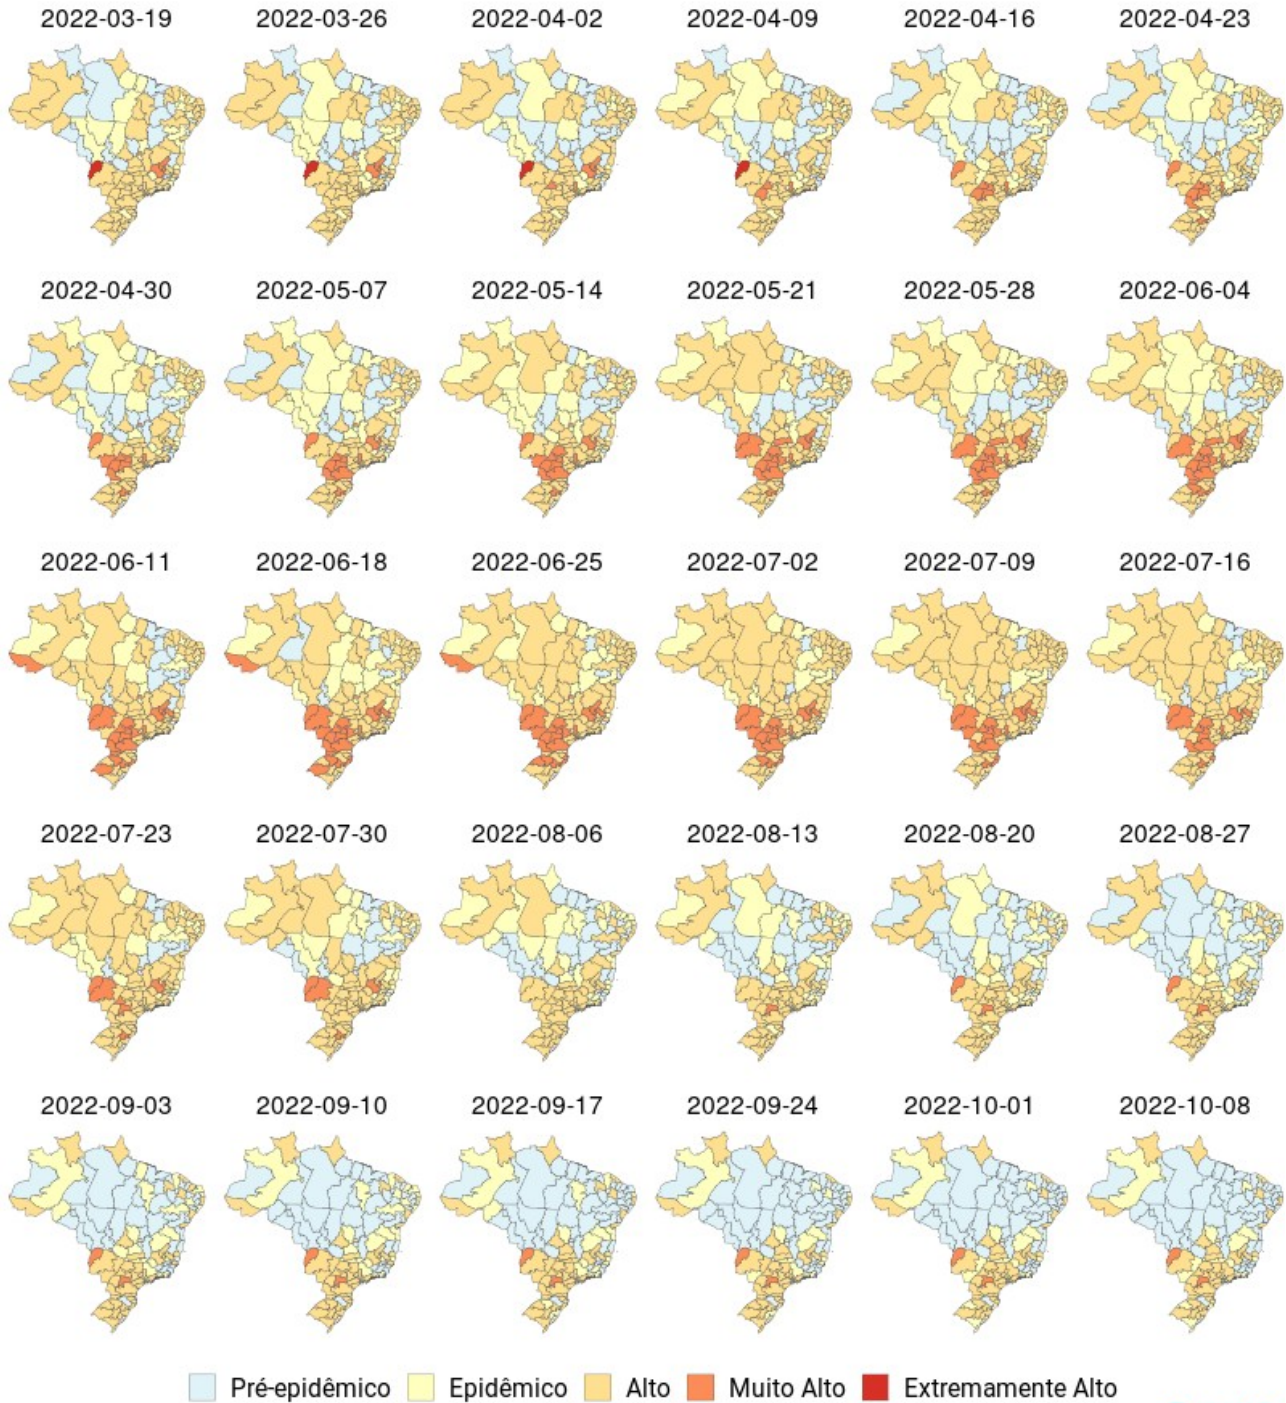 2022-03-19 2022-03-26 2022-04-02 2022-04-09 2022-04-16 2022-04-23
2022-04-30 2022-05-07 2022-05-14 2022-05-21 2022-05-28 2022-06-04
2022-06-11 2022-06-18 2022-06-25 2022-07-02 2022-07-09 2022-07-16
2022-07-23 2022-07-30 2022-08-06 2022-08-13 2022-08-20 2022-08-27
2022-09-03 2022-09-10 2022-09-17 2022-09-24 2022-10-01 2022-10-08
Pré-epidêmico Epidêmico Alto Muito Alto Extremamente Alto